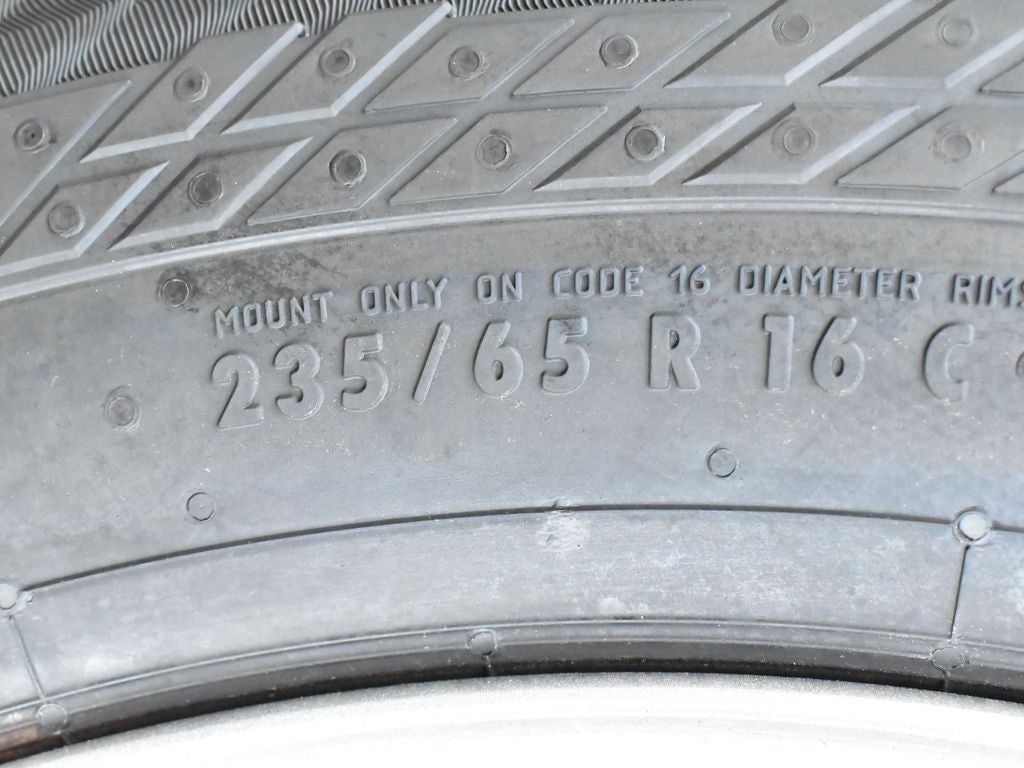 MOUNT ONLY ON CODE 16 DIAMETER RIMS
235/65 R 16 C